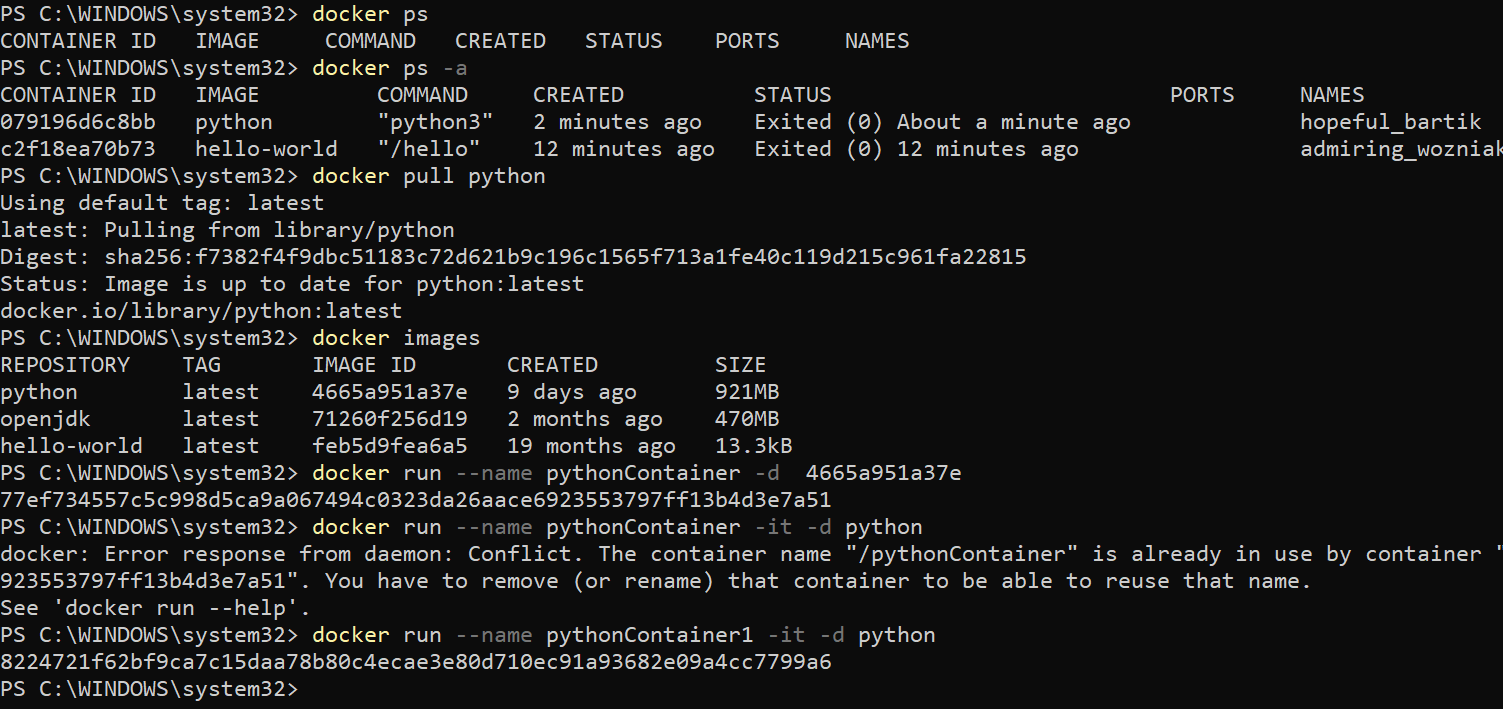 PS C:\WINDOWS\system32> docker ps
CONTAINER ID   IMAGE     COMMAND   CREATED   STATUS    PORTS     NAMES
PS C:\WINDOWS\system32> docker ps -a
CONTAINER ID   IMAGE         COMMAND     CREATED          STATUS                          PORTS     NAMES
079196d6c8bb   python        "python3"   2 minutes ago    Exited (0) About a minute ago             hopeful_bartik
c2f18ea70b73   hello-world   "/hello"    12 minutes ago   Exited (0) 12 minutes ago                 admiring_wozniak
PS C:\WINDOWS\system32> docker pull python
Using default tag: latest
latest: Pulling from library/python
Digest: sha256:f7382f4f9dbc51183c72d621b9c196c1565f713a1fe40c119d215c961fa22815
Status: Image is up to date for python:latest
docker.io/library/python:latest
PS C:\WINDOWS\system32> docker images
REPOSITORY    TAG       IMAGE ID       CREATED         SIZE
python        latest    4665a951a37e   9 days ago      921MB
openjdk       latest    71260f256d19   2 months ago    470MB
hello-world   latest    feb5d9fea6a5   19 months ago   13.3kB
PS C:\WINDOWS\system32> docker run --name pythonContainer -d  4665a951a37e
77ef734557c5c998d5ca9a067494c0323da26aace6923553797ff13b4d3e7a51
PS C:\WINDOWS\system32> docker run --name pythonContainer -it -d python
docker: Error response from daemon: Conflict. The container name "/pythonContainer" is already in use by container "
923553797ff13b4d3e7a51". You have to remove (or rename) that container to be able to reuse that name.
See 'docker run --help'.
PS C:\WINDOWS\system32> docker run --name pythonContainer1 -it -d python
8224721f62bf9ca7c15daa78b80c4ecae3e80d710ec91a93682e09a4cc7799a6
PS C:\WINDOWS\system32>